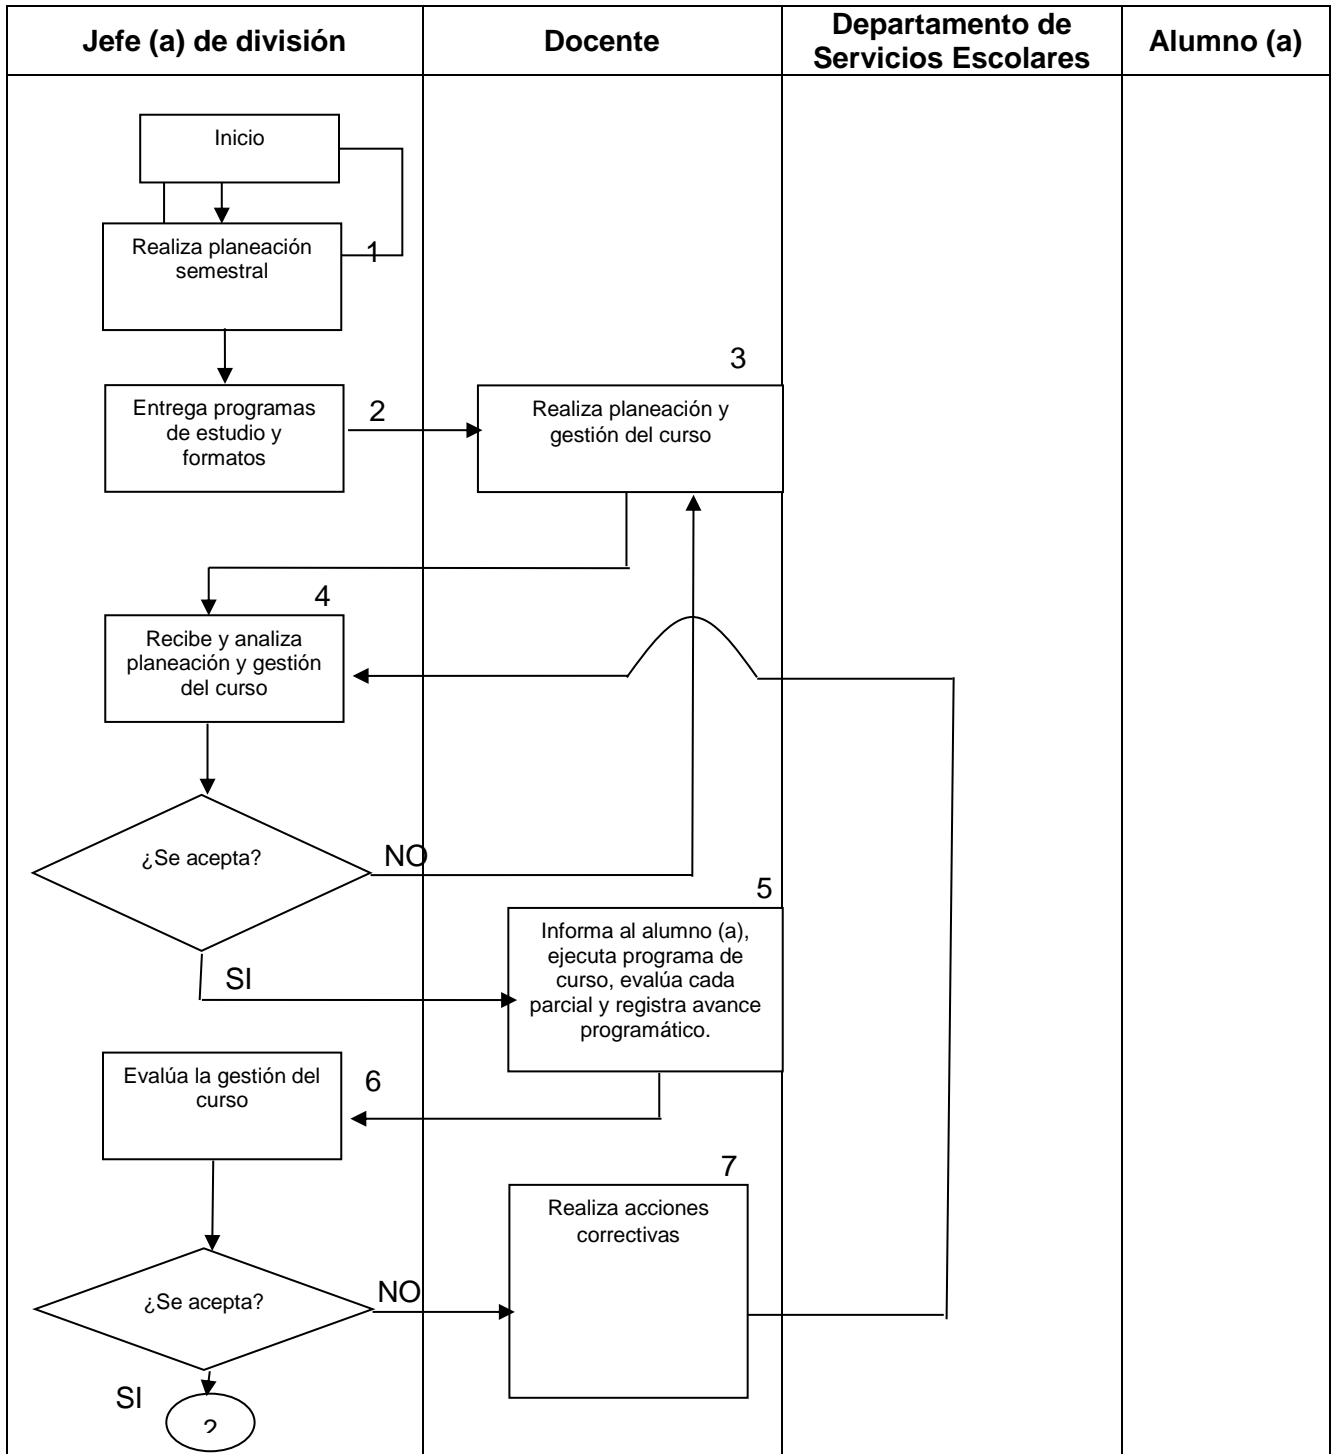 Jefe (a) de división
Docente
Departamento de
Servicios Escolares
Alumno (a)
Inicio
Realiza planeación
semestral
1
3
Entrega programas
de estudio y
formatos
2
Realiza planeación y
gestión del curso
4
Recibe y analiza
planeación y gestión
del curso
¿Se acepta?
NO
5
Informa al alumno (a),
ejecuta programa de
curso, evalúa cada
parcial y registra avance
programático.
SI
Evalúa la gestión del
curso
6
7
Realiza acciones
correctivas
¿Se acepta?
NO
SI
2